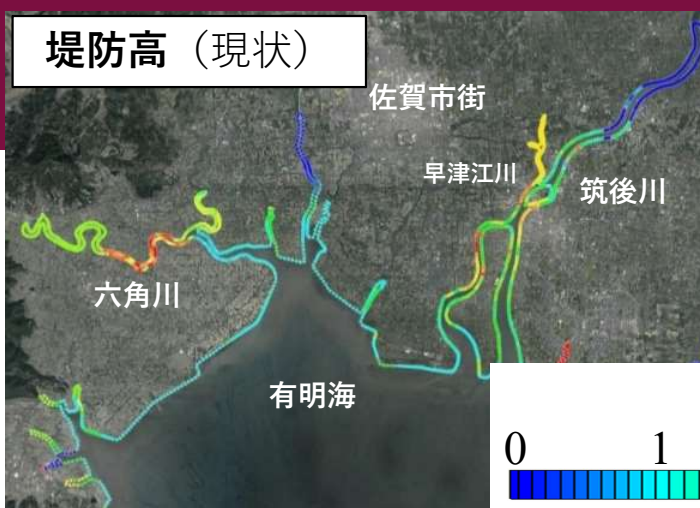 堤防高（現状）
佐賀市街
早津江川
筑後川
六角川
有明海
0 1